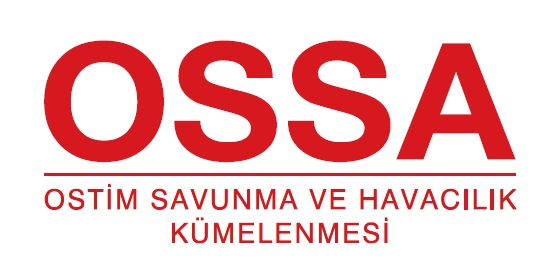 OSSA
OSTİM SAVUNMA VE HAVACILIK
KÜMELENMESİ